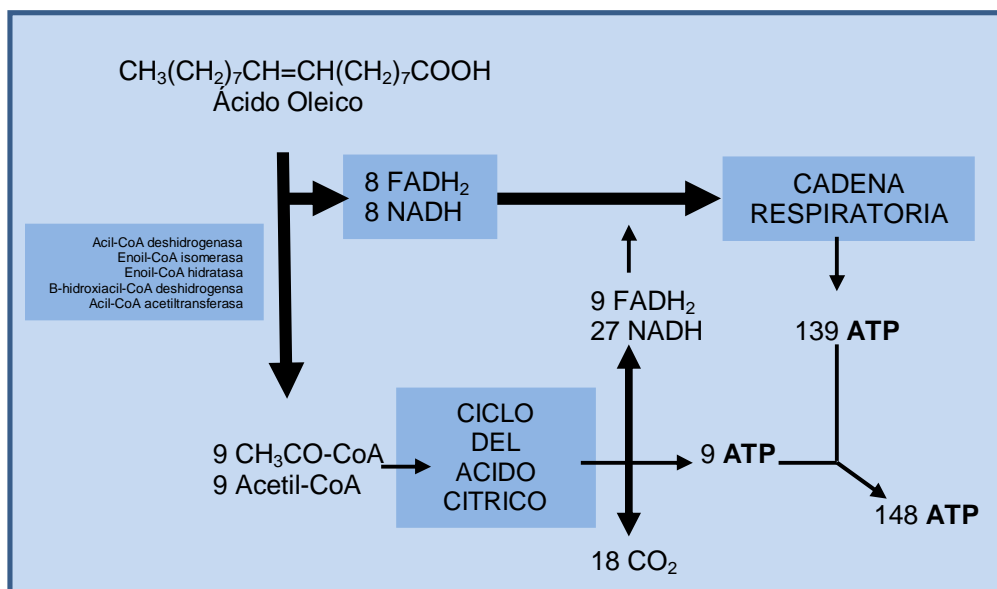 CH₃(CH₂)₇CH=CH(CH₂)₇COOH
Ácido Oleico
8 FADH₂
8 NADH
CADENA
RESPIRATORIA
Acil-CoA deshidrogenasa
Enoil-CoA isomerasa
Enoil-CoA hidratasa
B-hidroxiacil-CoA deshidrogensa
Acil-CoA acetiltransferasa
9 FADH₂
27 NADH
139 ATP
9 CH₃CO-CoA
9 Acetil-CoA
CICLO
DEL
ACIDO
CITRICO
9 ATP
148 ATP
18 CO₂